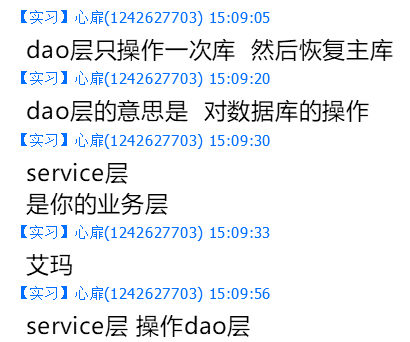 【实习】心扉(1242627703) 15:09:05
dao层只操作一次库 然后恢复主库
【实习】心扉(1242627703) 15:09:20
dao层的意思是 对数据库的操作
【实习】心扉(1242627703) 15:09:30
service层
是你的业务层
【实习】心扉(1242627703) 15:09:33
艾玛
【实习】心扉(1242627703) 15:09:56
service层 操作dao层